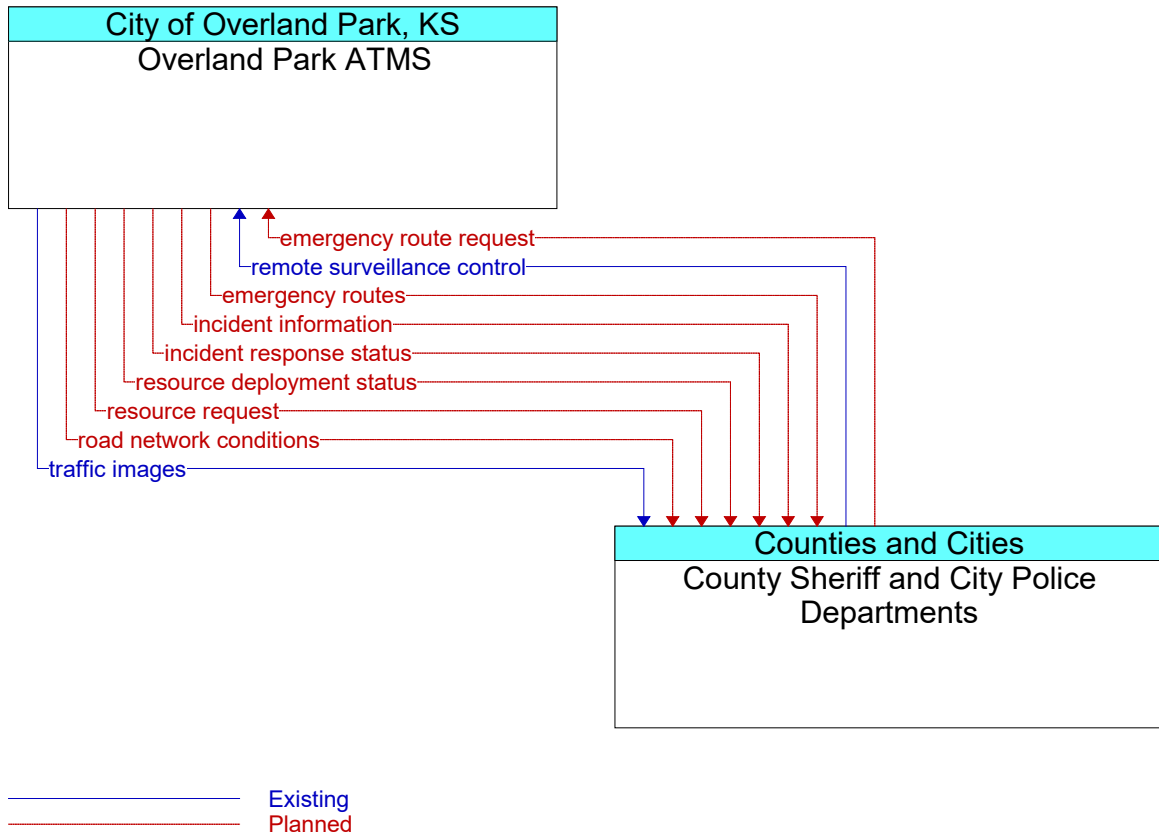 City of Overland Park, KS
Overland Park ATMS
emergency route request
remote surveillance control
emergency routes
incident information
incident response status
resource deployment status
resource request
road network conditions
traffic images
Counties and Cities
County Sheriff and City Police
Departments
Existing
Planned